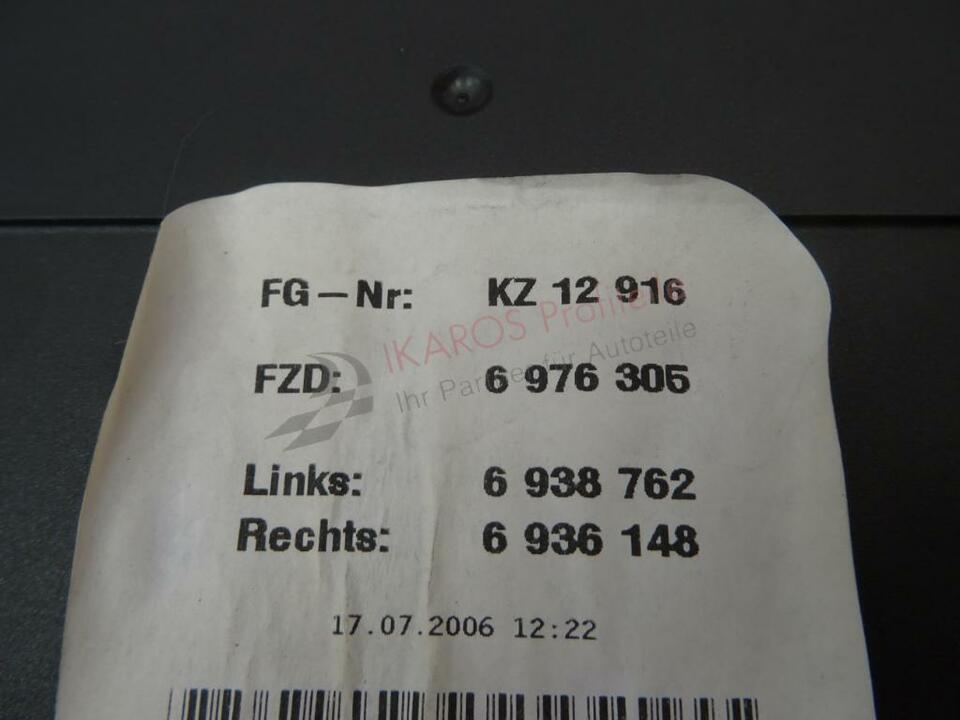 FG-Nr: KZ 12 916
IKAROS
Ihr Partner für Autoteile
FZD: 6 976 305
Links: 6 938 762
Rechts: 6 936 148
17.07.2006 12:22